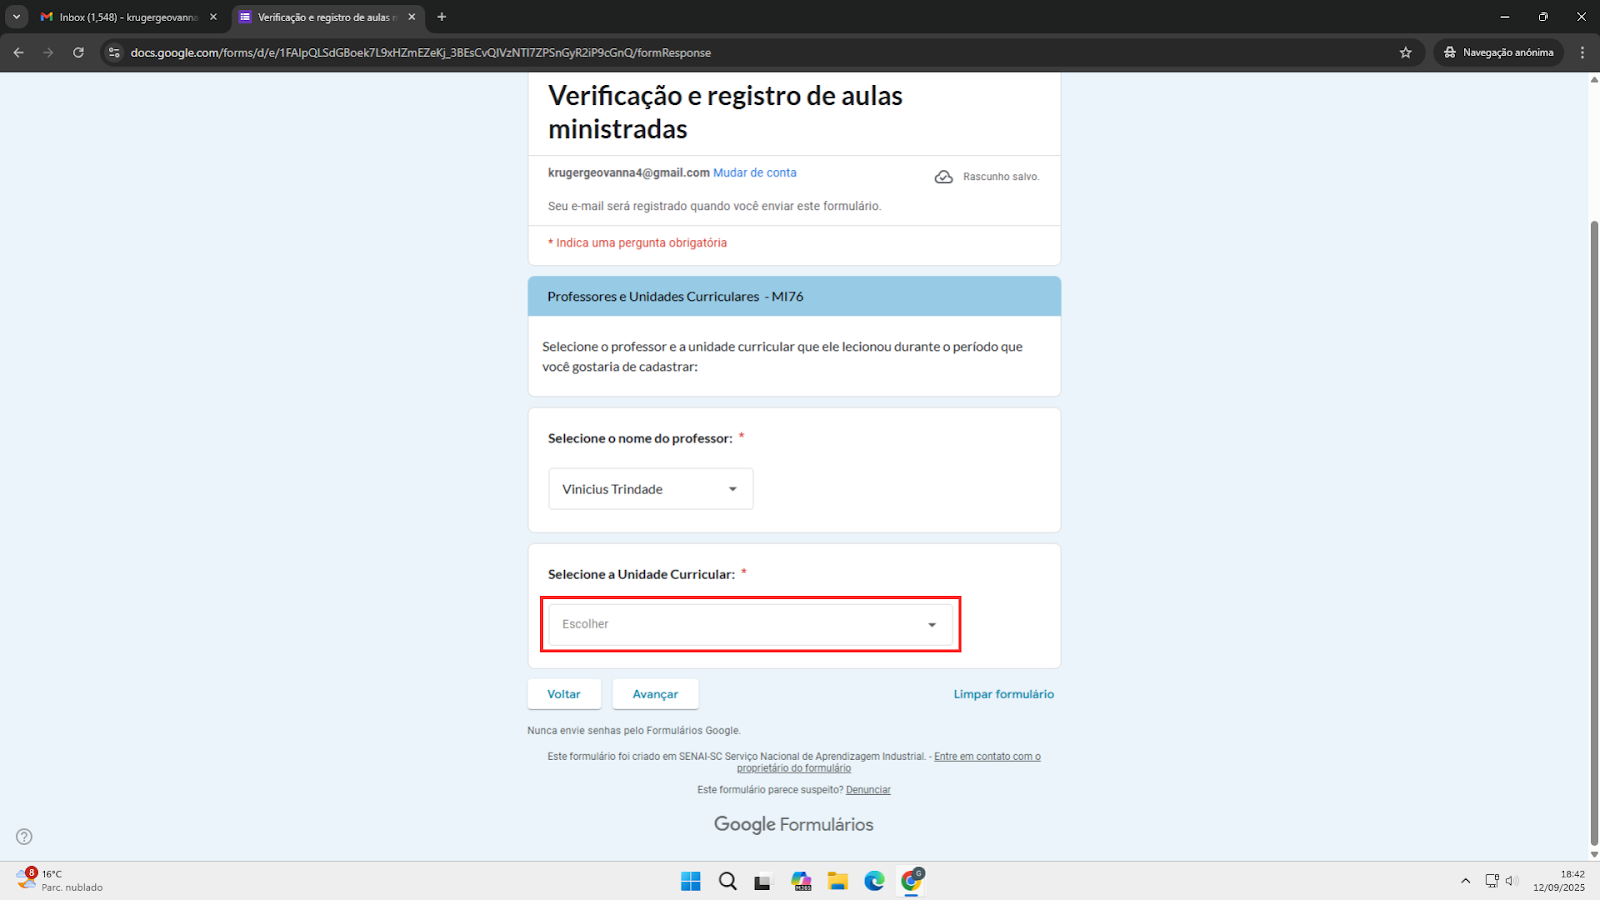 Inbox (1,548) - krugergeovanna
Verificação e registro de aulas n
docs.google.com/forms/d/e/1FAIpQLSdGBoek7L9xHZmEZeKj_3BEsCvQIVzNTl7ZPSnGyR2iP9cGnQ/formResponse
Navegação anónima
Verificação e registro de aulas
ministradas
krugergeovanna4@gmail.com Mudar de conta
Rascunho salvo.
Seu e-mail será registrado quando você enviar este formulário.
* Indica uma pergunta obrigatória
Professores e Unidades Curriculares - MI76
Selecione o professor e a unidade curricular que ele lecionou durante o período que
você gostaria de cadastrar:
Selecione o nome do professor: *
Vinicius Trindade
Selecione a Unidade Curricular: *
Escolher
Voltar
Avançar
Limpar formulário
Nunca envie senhas pelo Formulários Google.
Este formulário foi criado em SENAI-SC Serviço Nacional de Aprendizagem Industrial. - Entre em contato com o
proprietário do formulário
Este formulário parece suspeito? Denunciar
Google Formulários
8
16°C
Parc. nublado
M365
G
18:42
12/09/2025